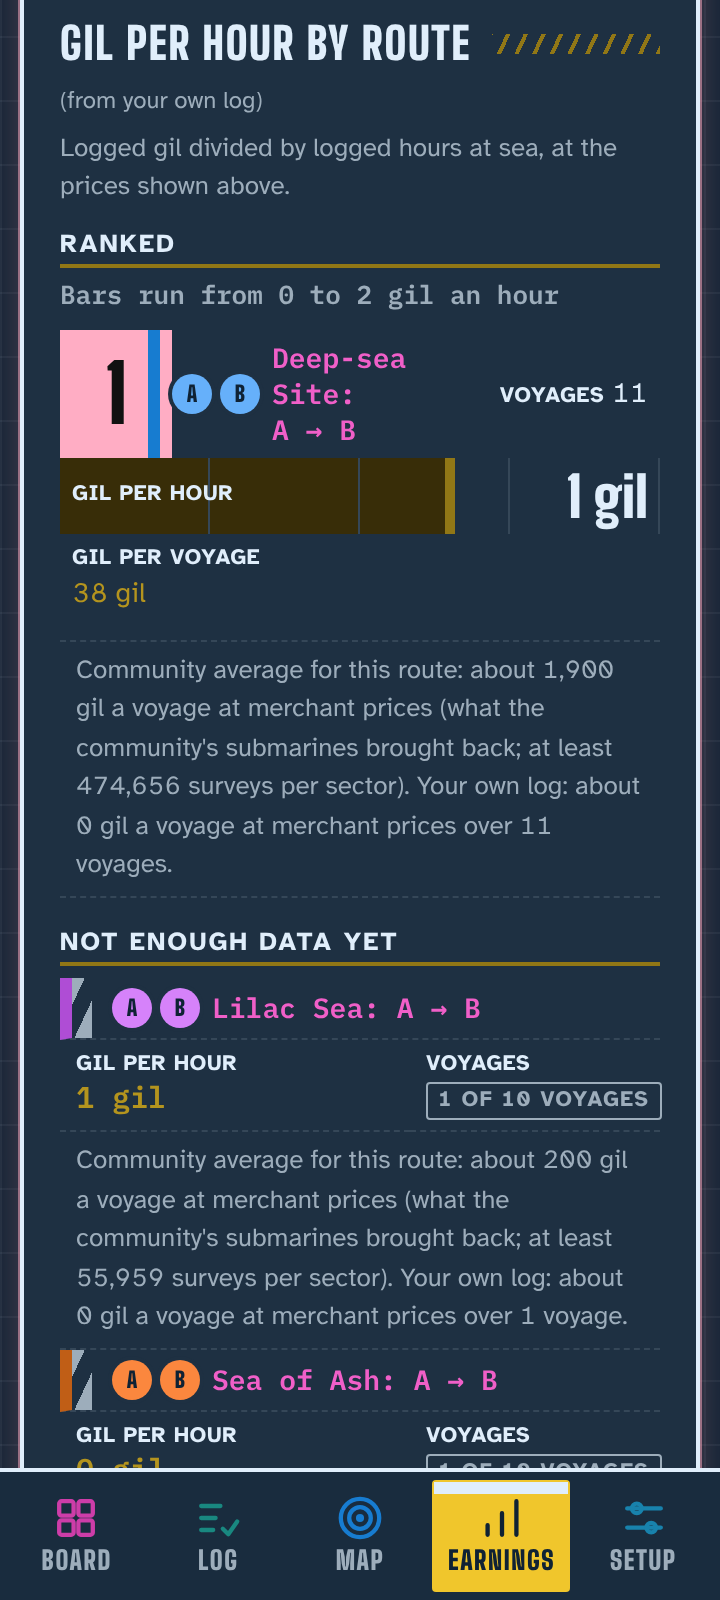 GIL PER HOUR BY ROUTE
(from your own log)
Logged gil divided by logged hours at sea, at the
prices shown above.
RANKED
Bars run from 0 to 2 gil an hour
1
A B
Deep-sea
Site:
A → B
VOYAGES 11
GIL PER HOUR
1 gil
GIL PER VOYAGE
38 gil
Community average for this route: about 1,900
gil a voyage at merchant prices (what the
community's submarines brought back; at least
474,656 surveys per sector). Your own log: about
0 gil a voyage at merchant prices over 11
voyages.
NOT ENOUGH DATA YET
A B Lilac Sea: A → B
GIL PER HOUR
VOYAGES
1 gil
1 OF 10 VOYAGES
Community average for this route: about 200 gil
a voyage at merchant prices (what the
community's submarines brought back; at least
55,959 surveys per sector). Your own log: about
0 gil a voyage at merchant prices over 1 voyage.
A B Sea of Ash: A → B
GIL PER HOUR
VOYAGES
0 gil
1 OF 10 VOYAGES
BOARD
LOG
MAP
EARNINGS
SETUP